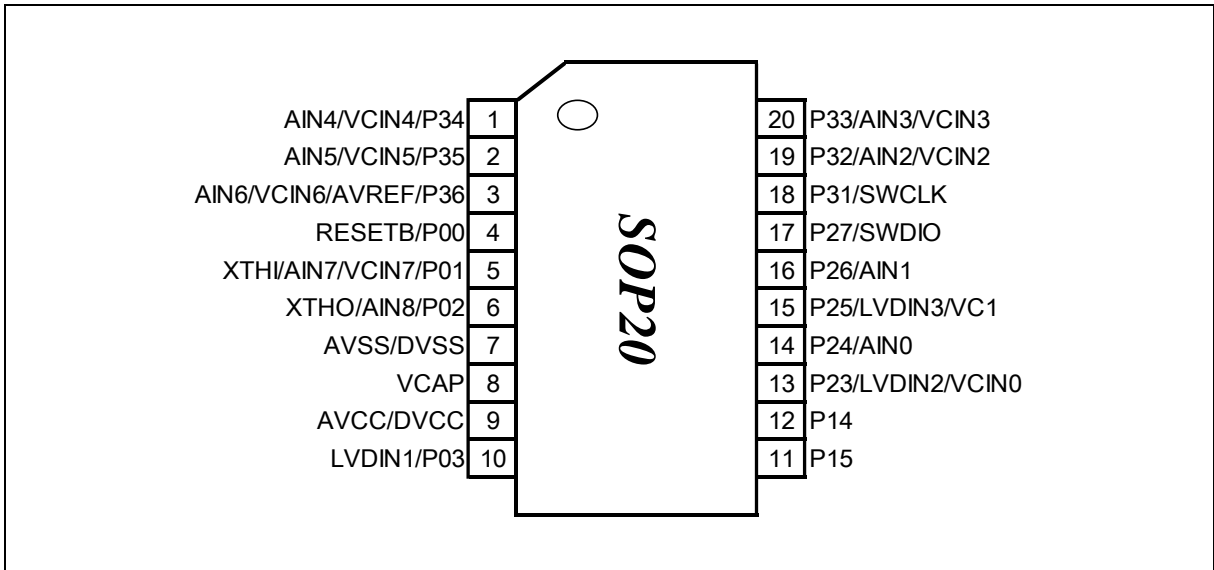 AIN4/VCIN4/P34 1
AIN5/VCIN5/P35 2
AIN6/VCIN6/AVREF/P36 3
RESETB/P00 4
XTHI/AIN7/VCIN7/P01 5
XTHO/AIN8/P02 6
AVSS/DVSS 7
VCAP 8
AVCC/DVCC 9
LVDIN1/P03 10
SOP20
20 P33/AIN3/VCIN3
19 P32/AIN2/VCIN2
18 P31/SWCLK
17 P27/SWDIO
16 P26/AIN1
15 P25/LVDIN3/VC1
14 P24/AIN0
13 P23/LVDIN2/VCIN0
12 P14
11 P15